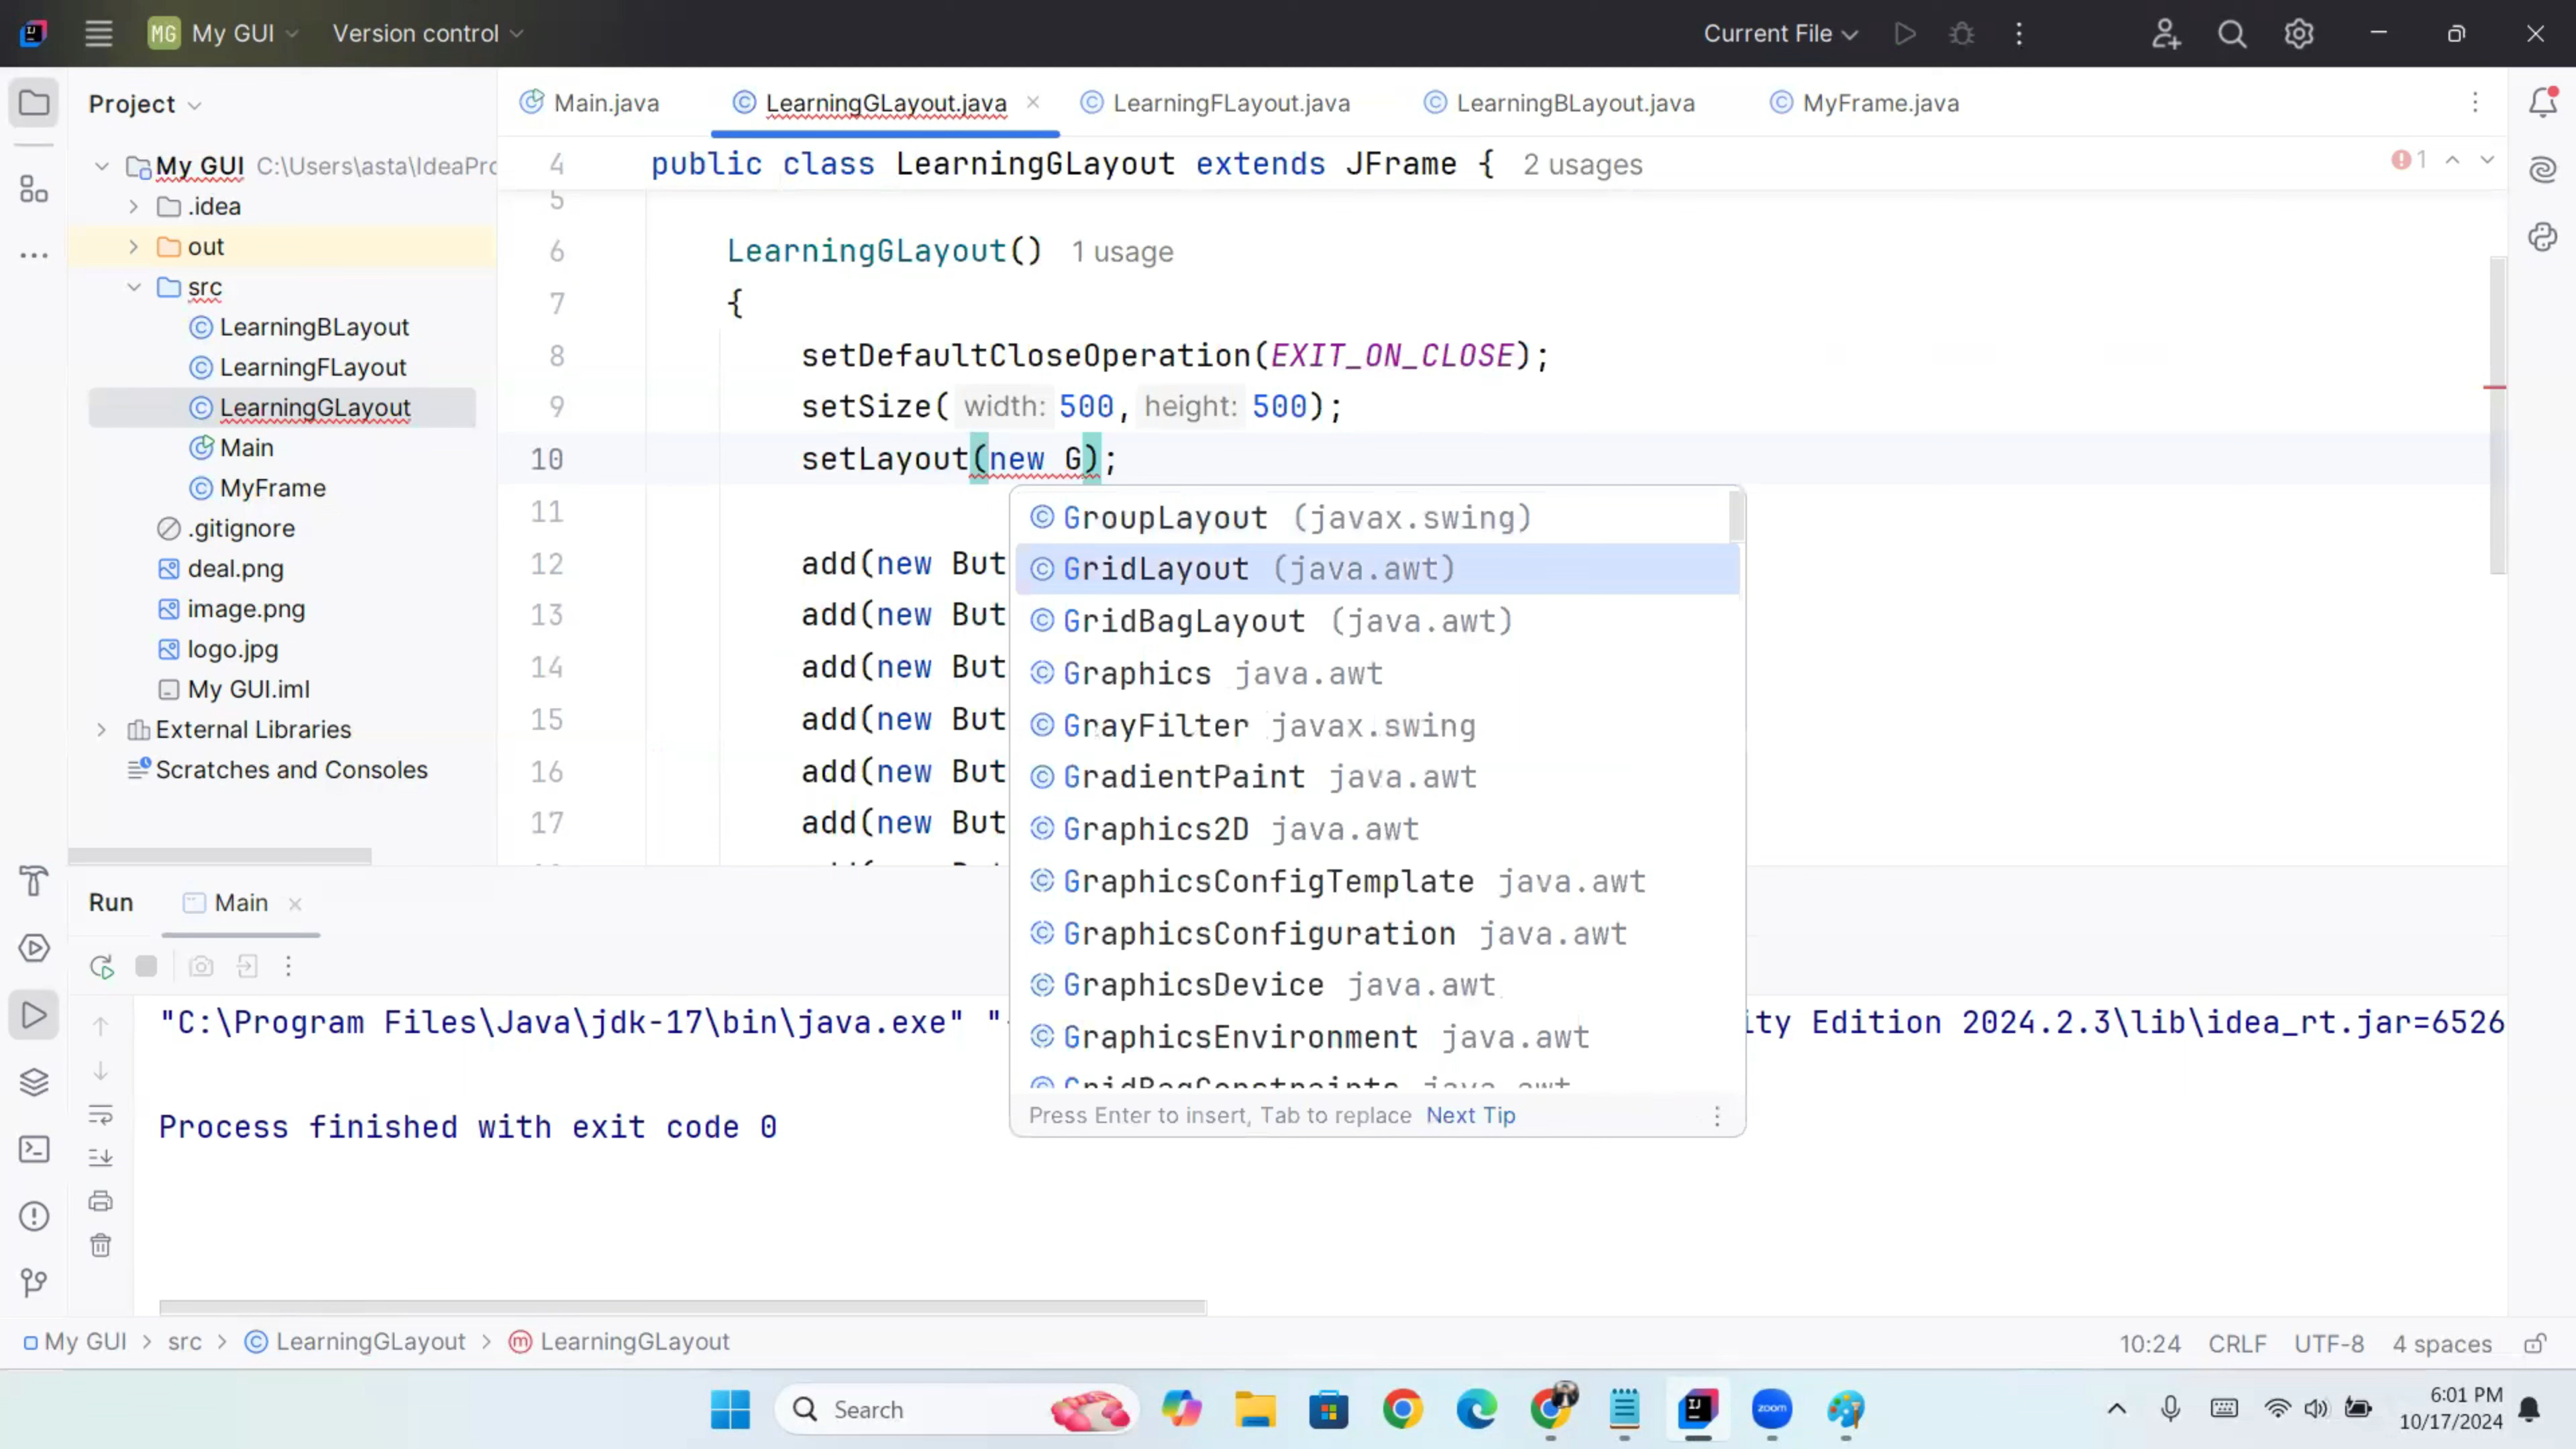 MG My GUI Version control Current File
Project
Main.java LearningGLayout.java LearningFLayout.java LearningBLayout.java MyFrame.java
My GUI C:\Users\asta\IdeaPro
.idea
out
src
LearningBLayout
LearningFLayout
LearningGLayout
Main
MyFrame
.gitignore
deal.png
image.png
logo.jpg
My GUI.iml
External Libraries
Scratches and Consoles
4 public class LearningGLayout extends JFrame { 2 usages
1
5
6 LearningGLayout() 1 usage
7 {
8 setDefaultCloseOperation(EXIT_ON_CLOSE);
9 setSize( width: 500, height: 500);
10 setLayout(new G);
11
12 add(new But
13 add(new But
14 add(new But
15 add(new But
16 add(new But
17 add(new But
GroupLayout (javax.swing)
GridLayout (java.awt)
GridBagLayout (java.awt)
Graphics java.awt
GrayFilter javax.swing
GradientPaint java.awt
Graphics2D java.awt
GraphicsConfigTemplate java.awt
GraphicsConfiguration java.awt
GraphicsDevice java.awt
GraphicsEnvironment java.awt
GridBagConstraints java.awt
Press Enter to insert, Tab to replace Next Tip
Run Main
"C:\Program Files\Java\jdk-17\bin\java.exe" "- ity Edition 2024.2.3\lib\idea_rt.jar=6526
Process finished with exit code 0
My GUI > src > LearningGLayout > LearningGLayout
10:24 CRLF UTF-8 4 spaces
Search
zoom
6:01 PM
10/17/2024